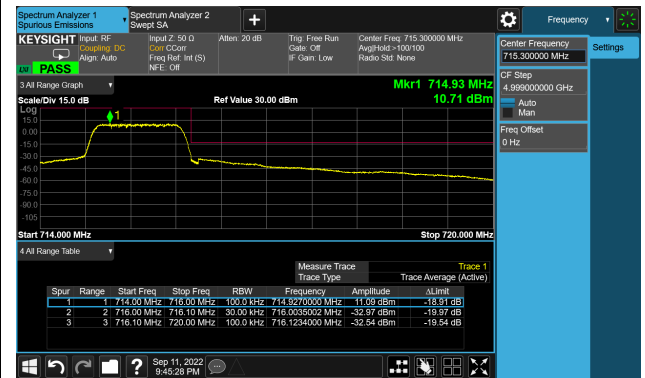 Spectrum Analyzer 1
Spurious Emissions
Spectrum Analyzer 2
Swept SA
Frequency
KEYSIGHT
Input: RF
Coupling: DC
Align: Auto
Input Z: 50 Ω
Corr CCorr
Freq Ref: Int (S)
NFE: Off
Atten: 20 dB
Trig: Free Run
Gate: Off
IF Gain: Low
Center Freq: 715.300000 MHz
Avg|Hold:>100/100
Radio Std: None
LXI
PASS
Center Frequency
715.300000 MHz
Settings
CF Step
4.999000000 GHz
Auto
Man
Freq Offset
0 Hz
3 All Range Graph
Mkr1 714.93 MHz
Scale/Div 15.0 dB
Ref Value 30.00 dBm
10.71 dBm
Log
1
15.0
0.00
-15.0
-30.0
-45.0
-60.0
-75.0
-90.0
-105
Start 714.000 MHz
Stop 720.000 MHz
4 All Range Table
Measure Trace Trace 1
Trace Type Trace Average (Active)
Spur Range Start Freq Stop Freq RBW Frequency Amplitude ΔLimit
1 1 714.00 MHz 716.00 MHz 100.0 kHz 714.9270000 MHz 11.09 dBm -18.91 dB
2 2 716.00 MHz 716.10 MHz 30.00 kHz 716.0035002 MHz -32.97 dBm -19.97 dB
3 3 716.10 MHz 720.00 MHz 100.0 kHz 716.1234000 MHz -32.54 dBm -19.54 dB
Sep 11, 2022
9:45:28 PM